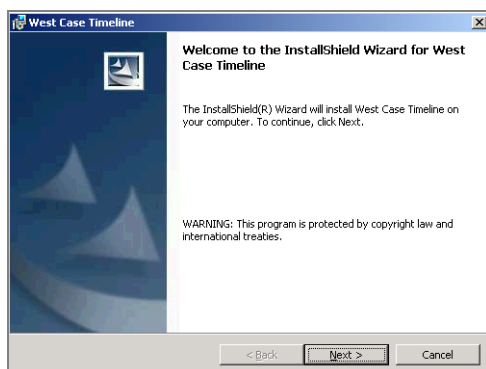 West Case Timeline
Welcome to the InstallShield Wizard for West
Case Timeline
The InstallShield(R) Wizard will install West Case Timeline on
your computer. To continue, click Next.
WARNING: This program is protected by copyright law and
international treaties.
< Back
Next >
Cancel